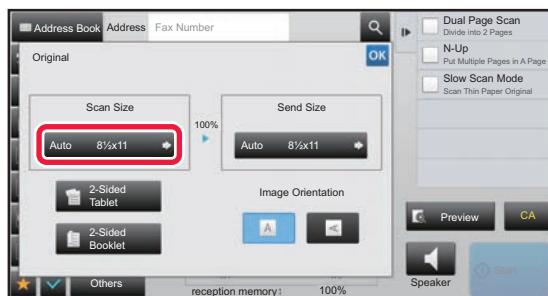 Address Book
Address
Fax Number
Original
OK
Scan Size
Auto 8½x11
100%
Send Size
Auto 8½x11
2-Sided
Tablet
2-Sided
Booklet
Image Orientation
A
A
Others
reception memory:
100%
Dual Page Scan
Divide into 2 Pages
N-Up
Put Multiple Pages in A Page
Slow Scan Mode
Scan Thin Paper Original
Preview
CA
Speaker
Start